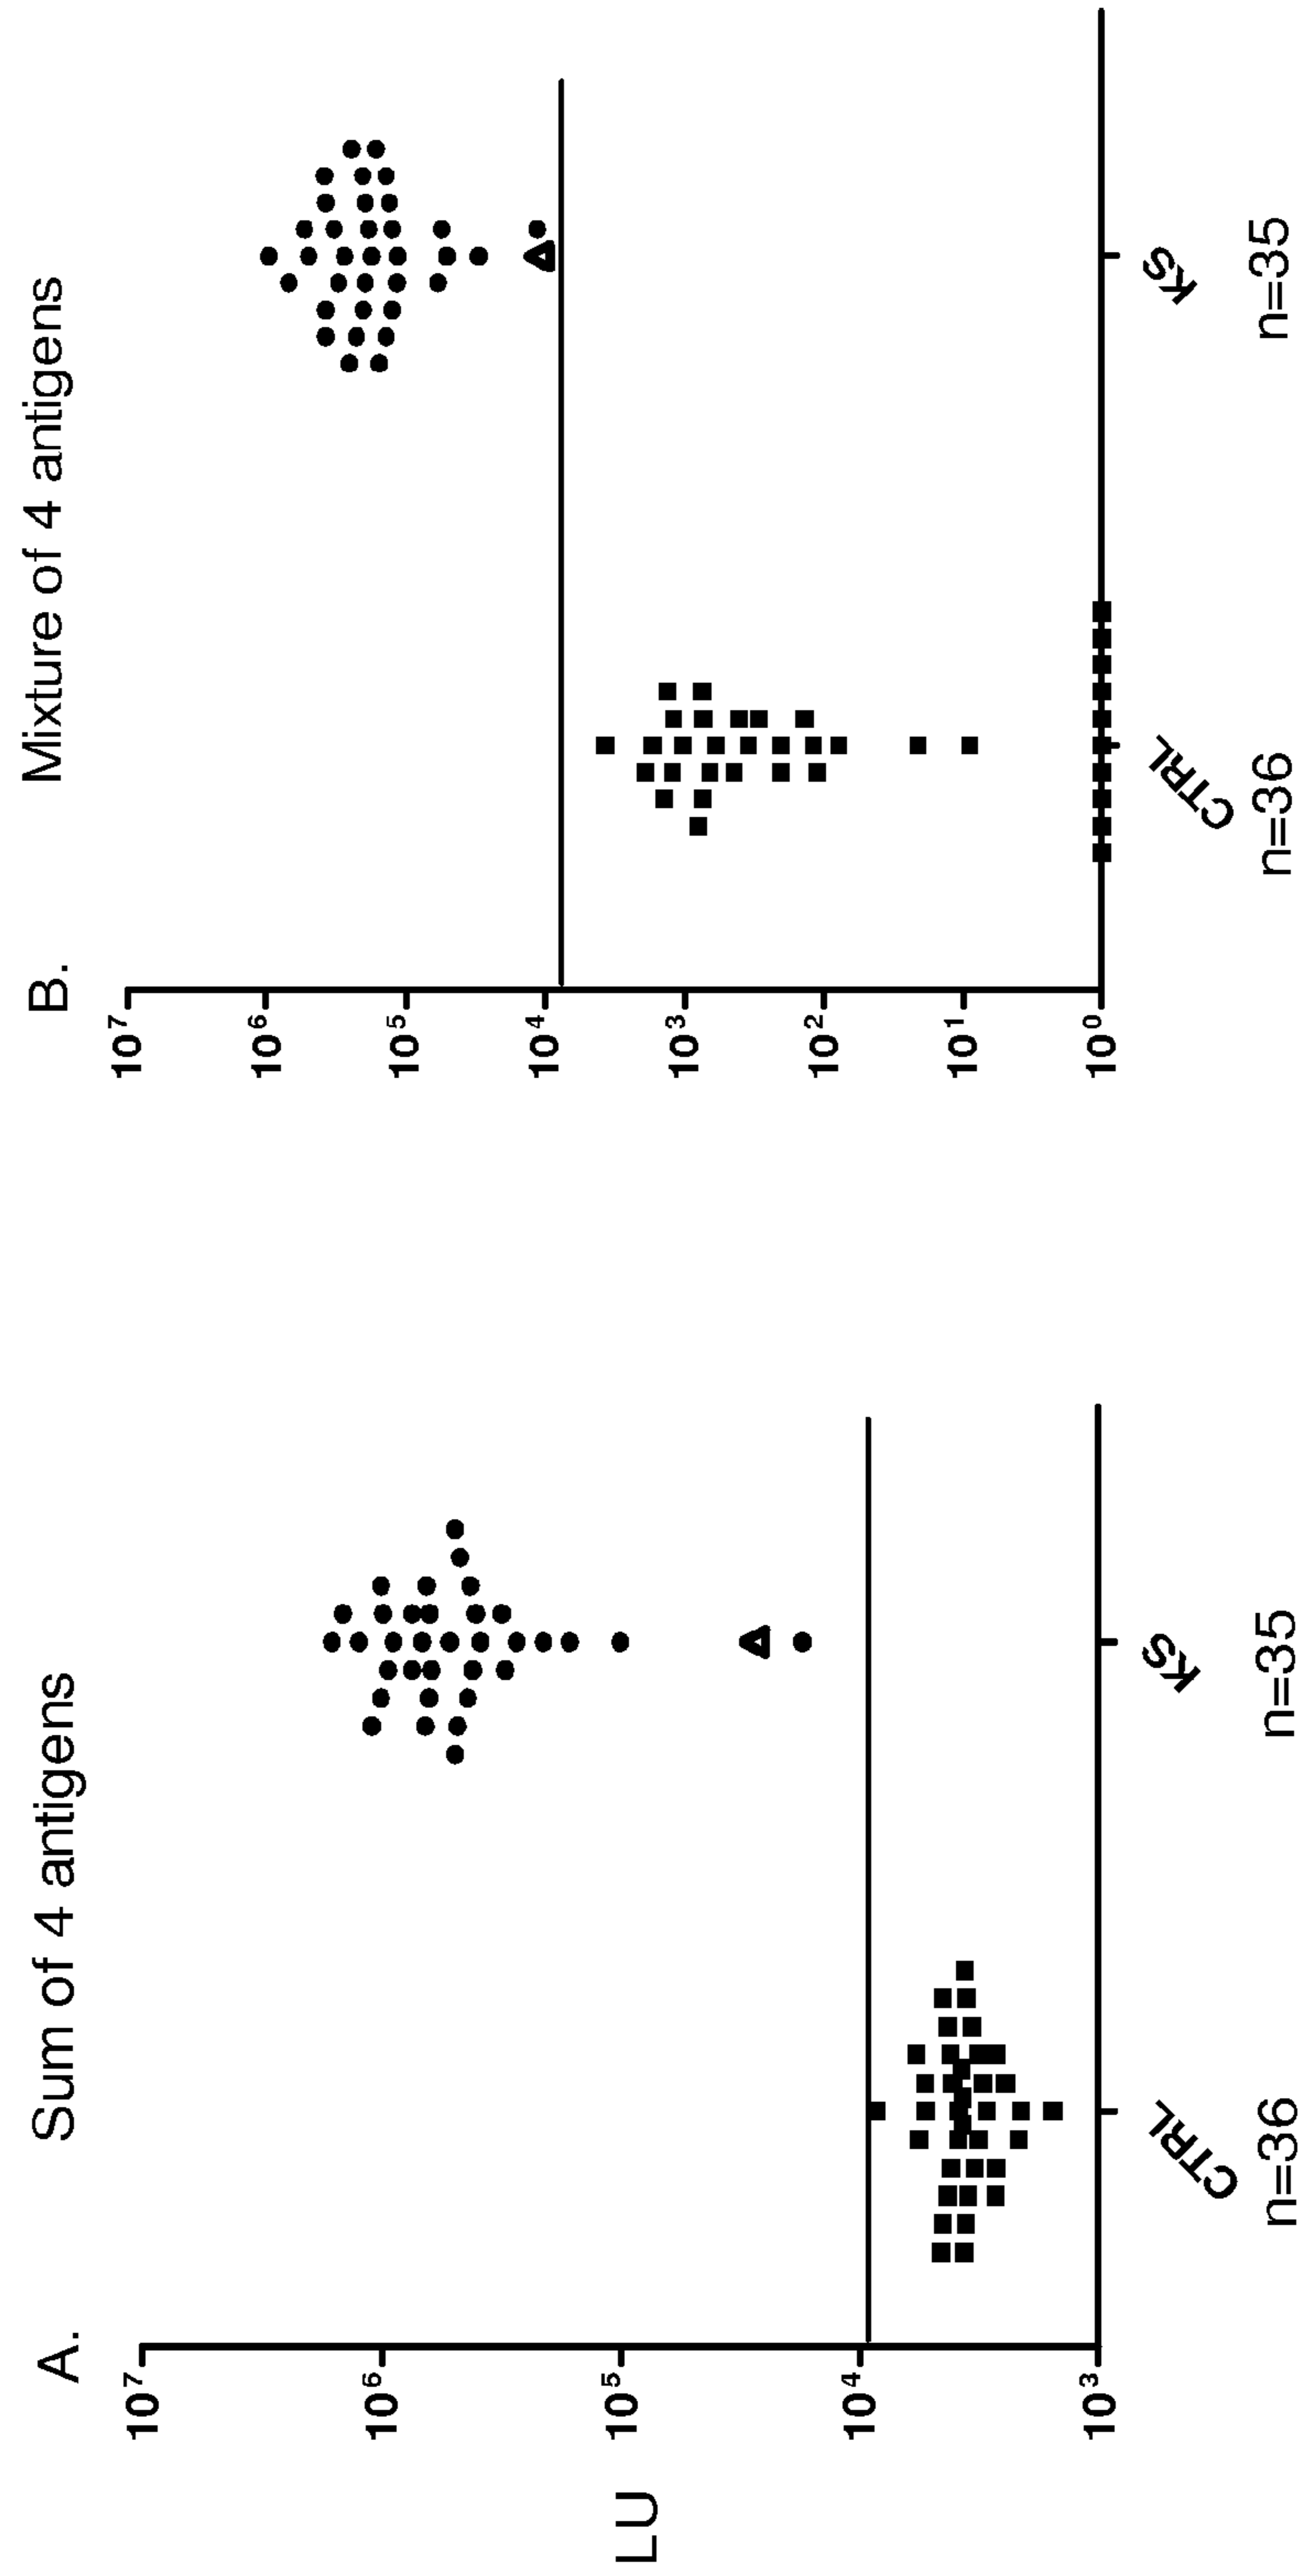 A.
Sum of 4 antigens
LU
10⁷
10⁶
10⁵
10⁴
10³
CTRL
KS
n=36
n=35
B.
Mixture of 4 antigens
10⁷
10⁶
10⁵
10⁴
10³
10²
10¹
10⁰
CTRL
KS
n=36
n=35